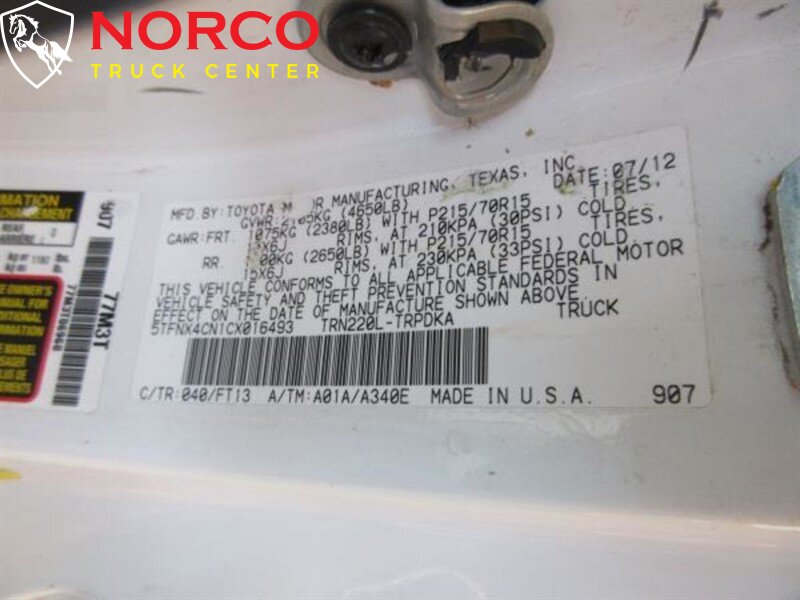 NORCO
TRUCK CENTER
MFD BY: TOYOTA M OR MANUFACTURING, TEXAS, INC.
DATE: 07/12
GVWR: 2105KG (4650LB)
GAWR: FRT. 1075KG (2380LB) WITH P215/70R15 TIRES,
15X6J RIMS, AT 210KPA (30PSI) COLD
RR 00KG (2650LB) WITH P215/70R15 TIRES,
15X6J RIMS, AT 230KPA (33PSI) COLD
THIS VEHICLE CONFORMS TO ALL APPLICABLE FEDERAL MOTOR
VEHICLE SAFETY AND THEFT PREVENTION STANDARDS IN
EFFECT ON THE DATE OF MANUFACTURE SHOWN ABOVE
5TFNX4CN1CX016493 TRN220L-TRPDKA TRUCK
C/TR:040/FT13 A/TM:A01A/A340E MADE IN U.S.A. 907
907
77M3T